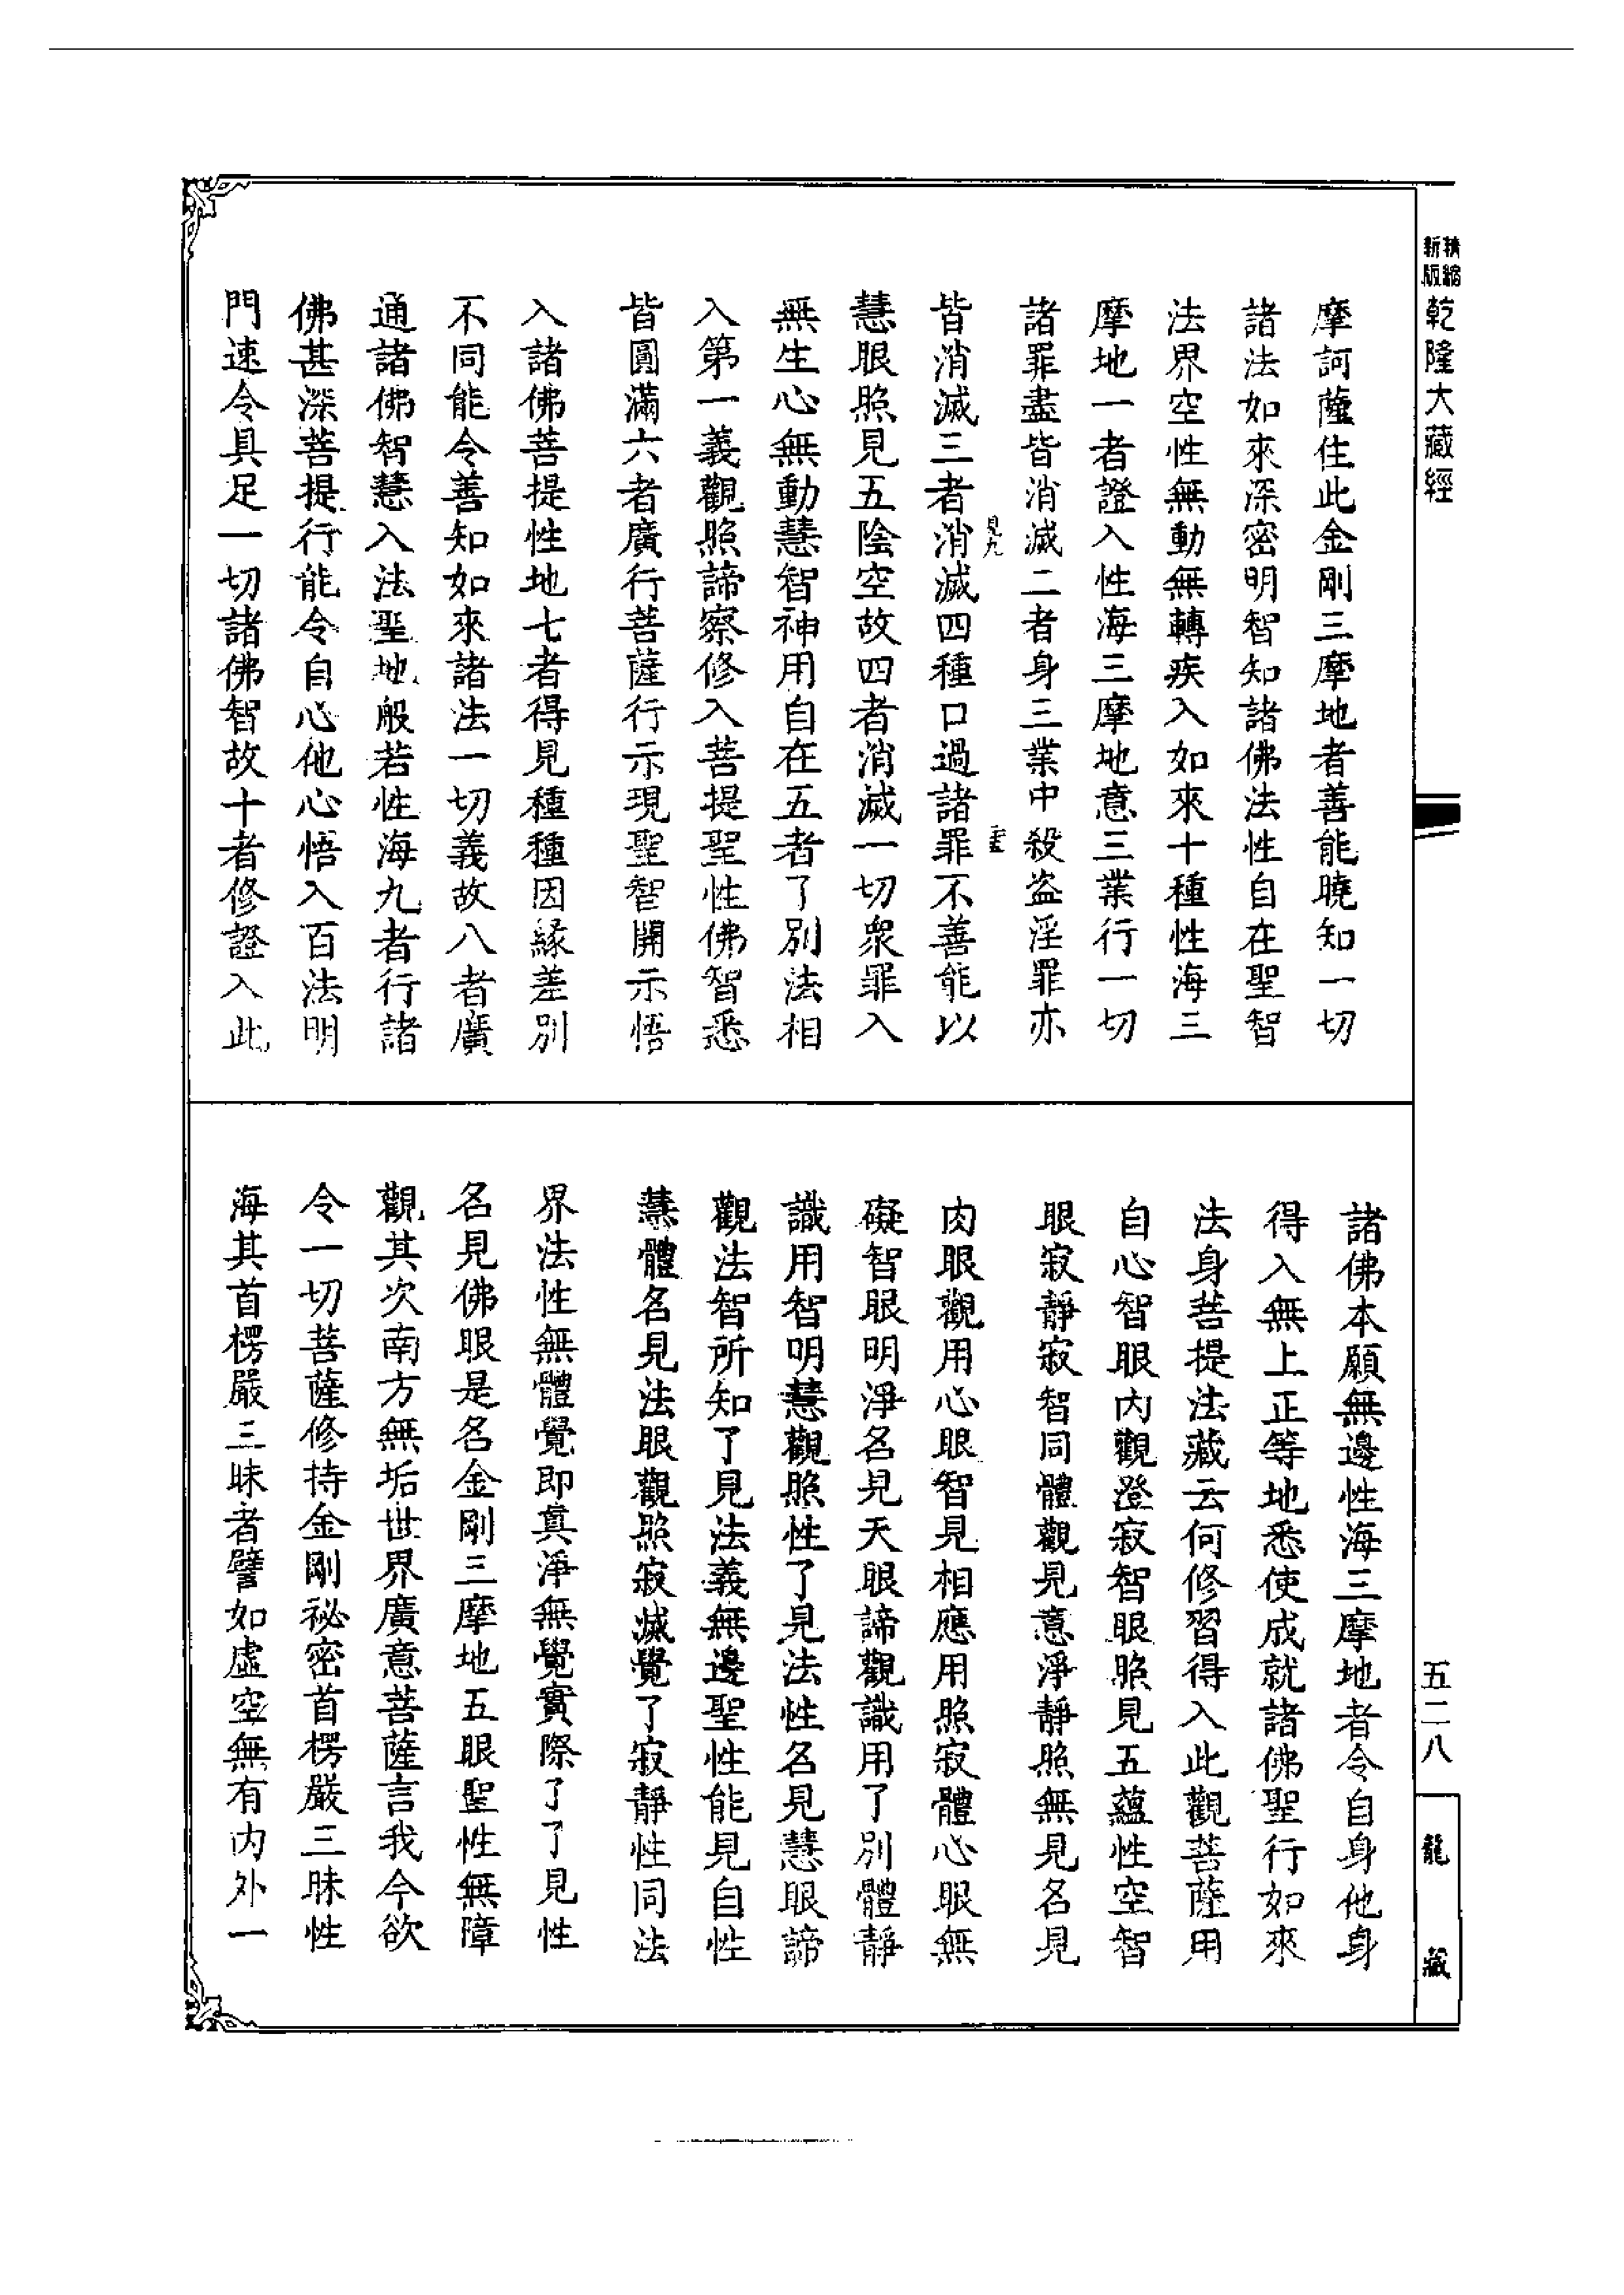 精縮
新版
乾隆大藏經
摩訶薩住此金剛三摩地者善能曉知一切
諸法如來深密明智知諸佛法性自在聖智
法界空性無動無轉疾入如來十種性海三
摩地一者證入性海三摩地意三業行一切
諸罪盡皆消滅二者身三業中殺盜淫罪亦
皆消滅三者消滅四種口過諸罪不善能以
慧眼照見五陰空故四者消滅一切眾罪入
無生心無動慧智神用自在五者了別法相
入第一義觀照諦察修入菩提聖性佛智悉
皆圓滿六者廣行菩薩行示現聖智開示悟
入諸佛菩提性地七者得見種種因緣差別
不同能令善知如來諸法一切義故八者廣
通諸佛智慧入法聖地般若性海九者行諸
佛甚深菩提行能令自心他心悟入百法明
門速令具足一切諸佛智故十者修證入此
諸佛本願無邊性海三摩地者令自身他身
得入無上正等地悉使成就諸佛聖行如來
法身菩提法藏云何修習得入此觀菩薩用
自心智眼內觀澄寂智眼照見五蘊性空智
眼寂靜寂智同體觀見意淨靜照無見名見
肉眼觀用心眼智見相應用照寂體心眼無
礙智眼明淨名見天眼諦觀識用了別體靜
識用智明慧觀照性了見法性名見慧眼諦
觀法智所知了見法義無邊聖性能見自性
慧體名見法眼觀照寂滅覺了寂靜性同法
界法性無體覺即真淨無覺實際了了見性
名見佛眼是名金剛三摩地五眼聖性無障
觀其次南方無垢世界廣意菩薩言我今欲
令一切菩薩修持金剛祕密首楞嚴三昧性
海其首楞嚴三昧者譬如虛空無有內外一
五二八
龍藏